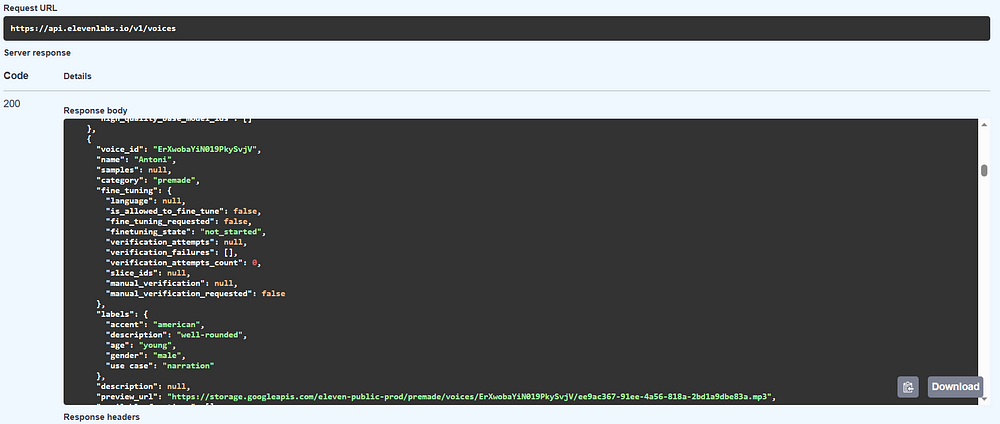 Request URL
https://api.elevenlabs.io/v1/voices
Server response
Code Details
200
Response body
"high_quality_base_model_ids": []
},
{
"voice_id": "ErXwobaYiN019PkySvjV",
"name": "Antoni",
"samples": null,
"category": "premade",
"fine_tuning": {
"language": null,
"is_allowed_to_fine_tune": false,
"fine_tuning_requested": false,
"finetuning_state": "not_started",
"verification_attempts": null,
"verification_failures": [],
"verification_attempts_count": 0,
"slice_ids": null,
"manual_verification": null,
"manual_verification_requested": false
},
"labels": {
"accent": "american",
"description": "well-rounded",
"age": "young",
"gender": "male",
"use case": "narration"
},
"description": null,
"preview_url": "https://storage.googleapis.com/eleven-public-prod/premade/voices/ErXwobaYiN019PkySvjV/ee9ac367-91ee-4a56-818a-2bd1a9dbe83a.mp3",
Download
Response headers